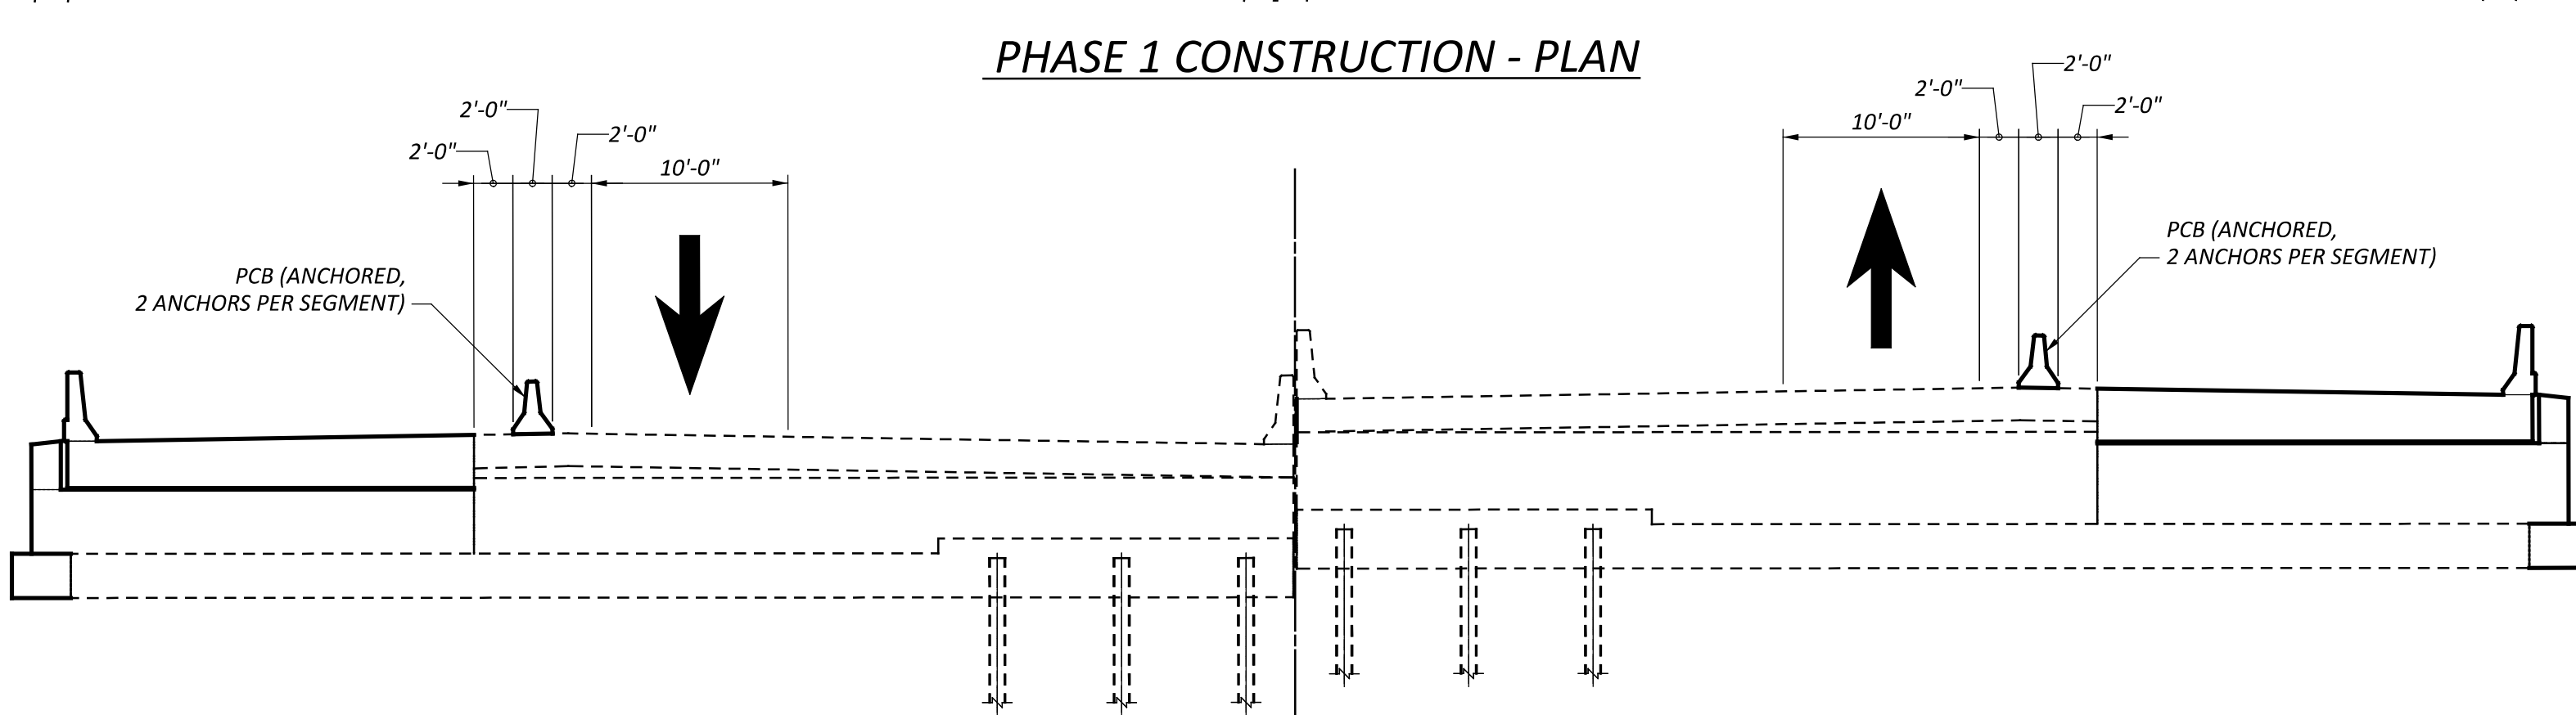 PHASE 1 CONSTRUCTION - PLAN
2'-0"
2'-0"
2'-0"
10'-0"
PCB (ANCHORED,
2 ANCHORS PER SEGMENT)
2'-0"
2'-0"
2'-0"
10'-0"
PCB (ANCHORED,
2 ANCHORS PER SEGMENT)